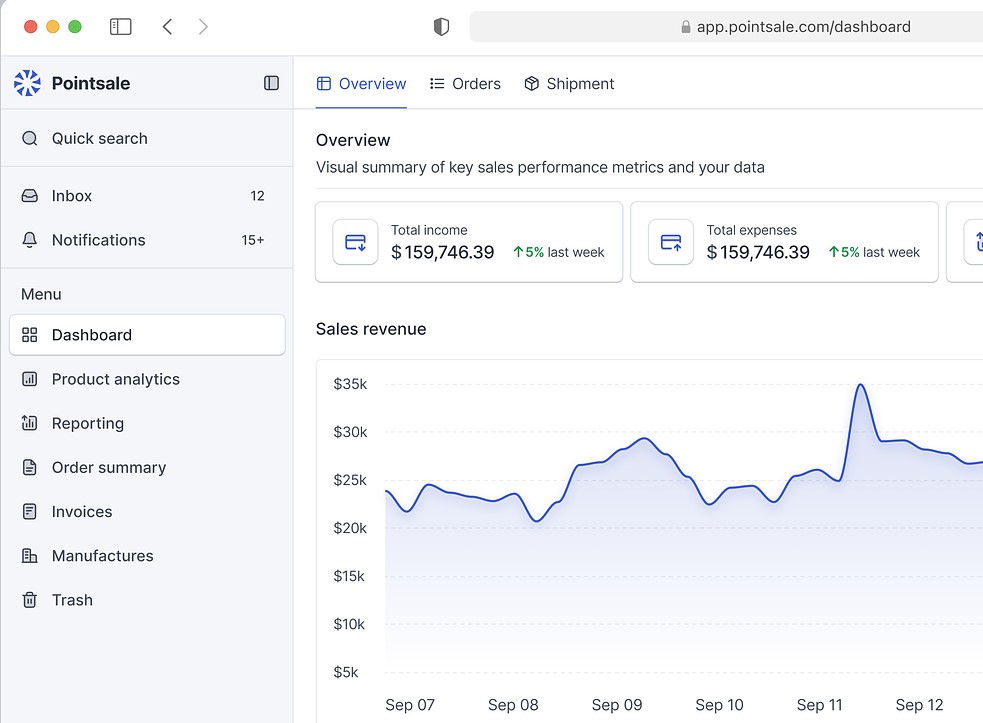 app.pointsale.com/dashboard
Pointsale
Overview Orders Shipment
Quick search
Inbox 12
Notifications 15+
Menu
Dashboard
Product analytics
Reporting
Order summary
Invoices
Manufactures
Trash
Overview
Visual summary of key sales performance metrics and your data
Total income
$159,746.39 5% last week
Total expenses
$159,746.39 5% last week
Sales revenue
$35k
$30k
$25k
$20k
$15k
$10k
$5k
Sep 07 Sep 08 Sep 09 Sep 10 Sep 11 Sep 12